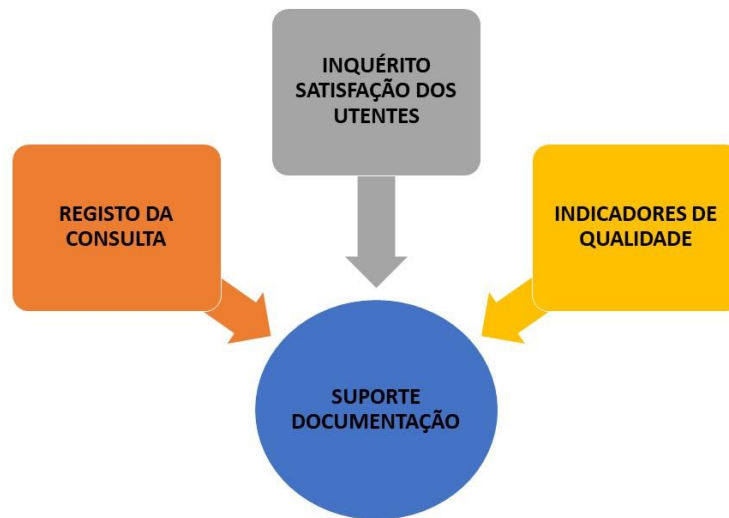 INQUÉRITO
SATISFAÇÃO DOS
UTENTES
REGISTO DA
CONSULTA
INDICADORES DE
QUALIDADE
SUPORTE
DOCUMENTAÇÃO